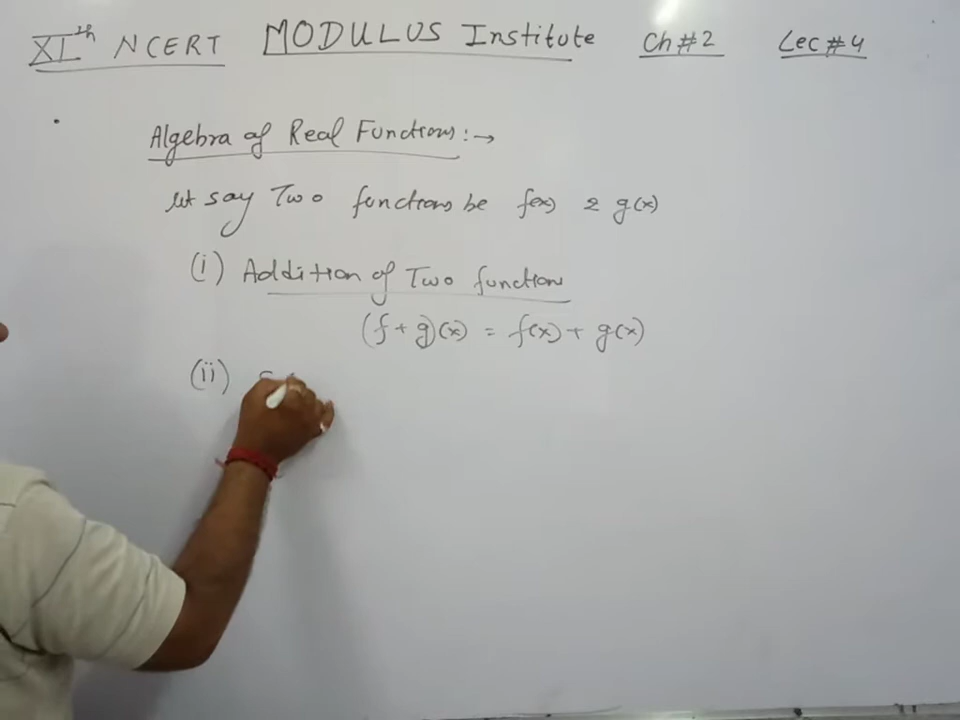 XIth NCERT MODULUS Institute Ch#2 Lec#4
Algebra of Real Functions:→
let say Two functions be f(x) & g(x)
(i) Addition of Two function
(f+g)(x) = f(x) + g(x)
(ii)